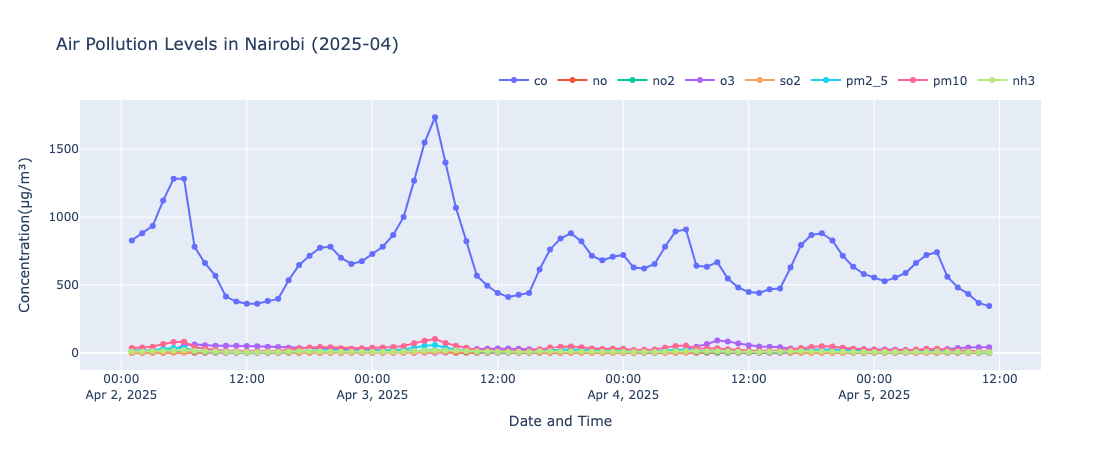 Air Pollution Levels in Nairobi (2025-04)
co no no2 o3 so2 pm2_5 pm10 nh3
Concentration(µg/m³)
1500
1000
500
0
00:00 12:00 00:00 12:00 00:00 12:00 00:00 12:00
Apr 2, 2025 Apr 3, 2025 Apr 4, 2025 Apr 5, 2025
Date and Time